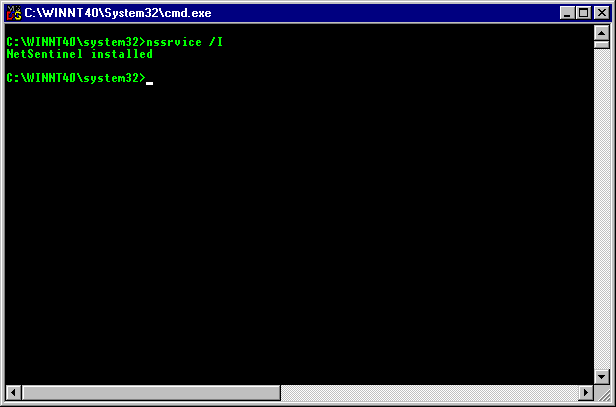 C:\WINNT40\System32\cmd.exe
C:\WINNT40\system32>nssrvice /I
NetSentinel installed
C:\WINNT40\system32>